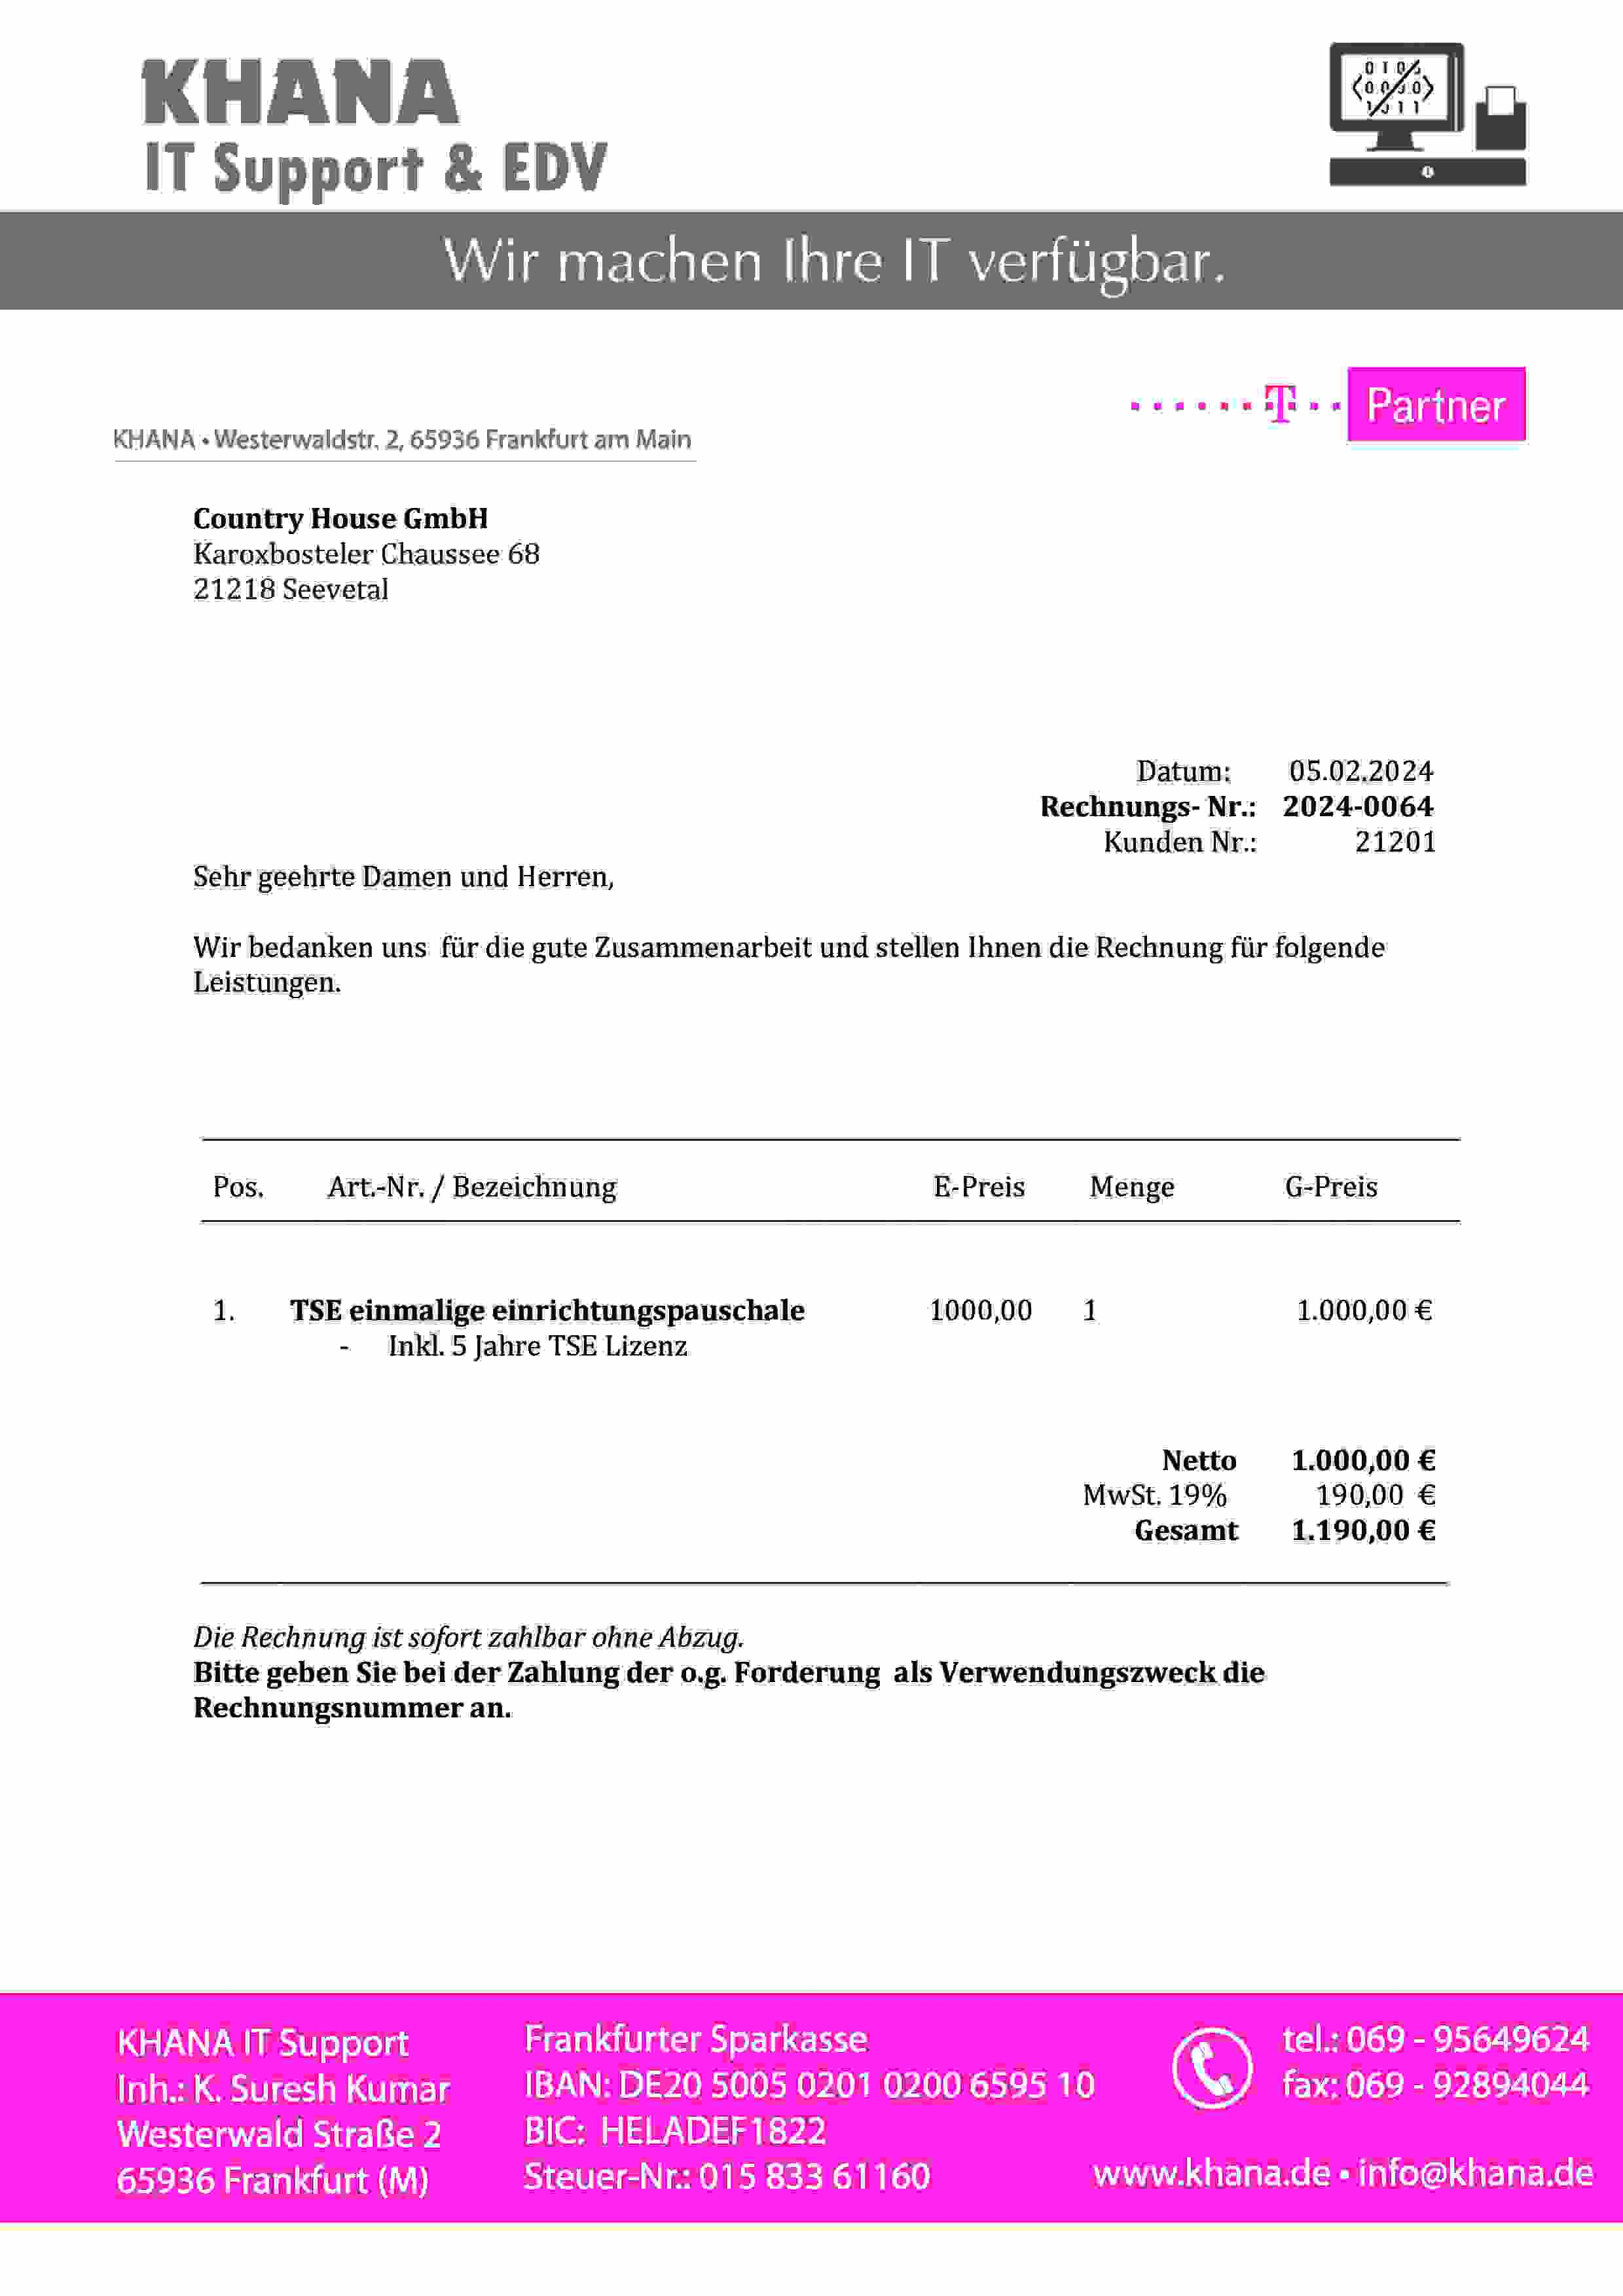 KHANA
IT Support & EDV
Wir machen Ihre IT verfügbar.
T Partner
KHANA • Westerwaldstr. 2, 65936 Frankfurt am Main
Country House GmbH
Karoxbosteler Chaussee 68
21218 Seevetal
Datum: 05.02.2024
Rechnungs- Nr.: 2024-0064
Kunden Nr.: 21201
Sehr geehrte Damen und Herren,
Wir bedanken uns für die gute Zusammenarbeit und stellen Ihnen die Rechnung für folgende
Leistungen.
Pos. Art.-Nr. / Bezeichnung E-Preis Menge G-Preis
1. TSE einmalige einrichtungspauschale 1000,00 1 1.000,00 €
- Inkl. 5 Jahre TSE Lizenz
Netto 1.000,00 €
MwSt. 19% 190,00 €
Gesamt 1.190,00 €
Die Rechnung ist sofort zahlbar ohne Abzug.
Bitte geben Sie bei der Zahlung der o.g. Forderung als Verwendungszweck die
Rechnungsnummer an.
KHANA IT Support
Inh.: K. Suresh Kumar
Westerwald Straße 2
65936 Frankfurt (M)
Frankfurter Sparkasse
IBAN: DE20 5005 0201 0200 6595 10
BIC: HELADEF1822
Steuer-Nr.: 015 833 61160
tel.: 069 - 95649624
fax: 069 - 92894044
www.khana.de • info@khana.de